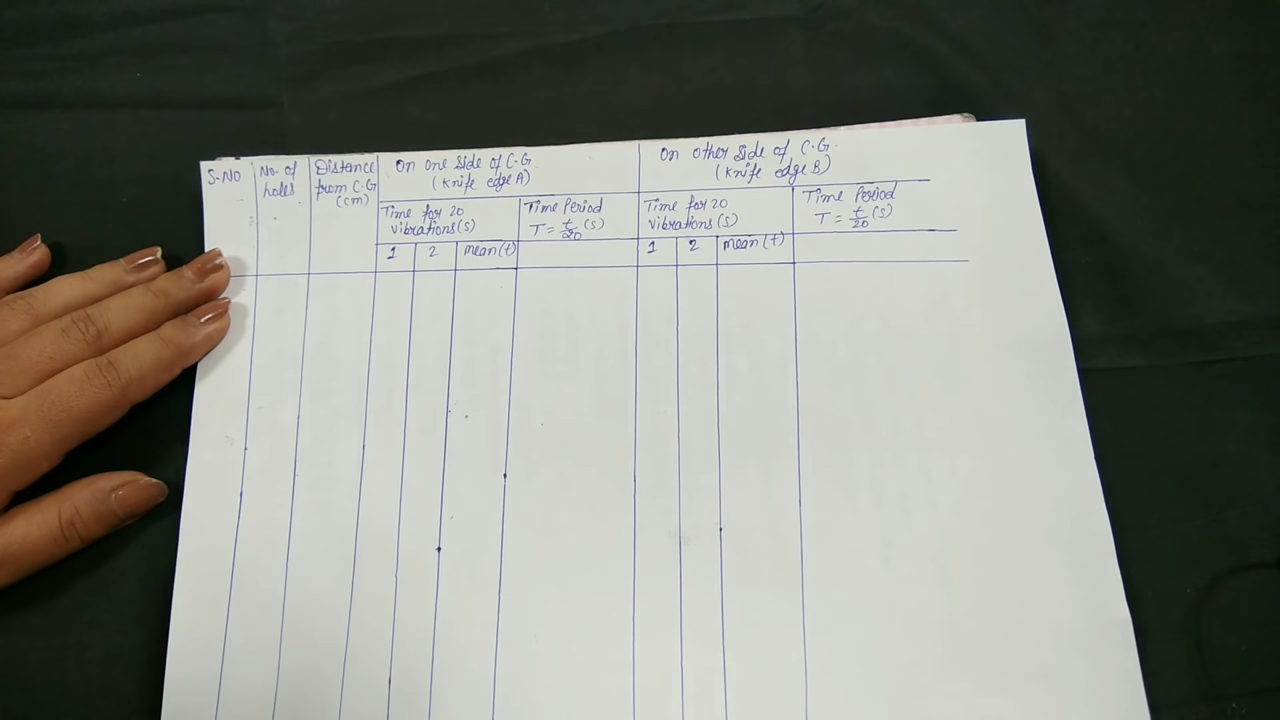 S.NO
No. of
holes
Distance
from C.G
(cm)
On one side of C.G.
(Knife edge A)
Time for 20
vibrations(s)
1 2 mean(t)
Time Period
T = t/20 (s)
On other side of C.G.
(Knife edge B)
Time for 20
vibrations(s)
1 2 mean(t)
Time Period
T = t/20 (s)